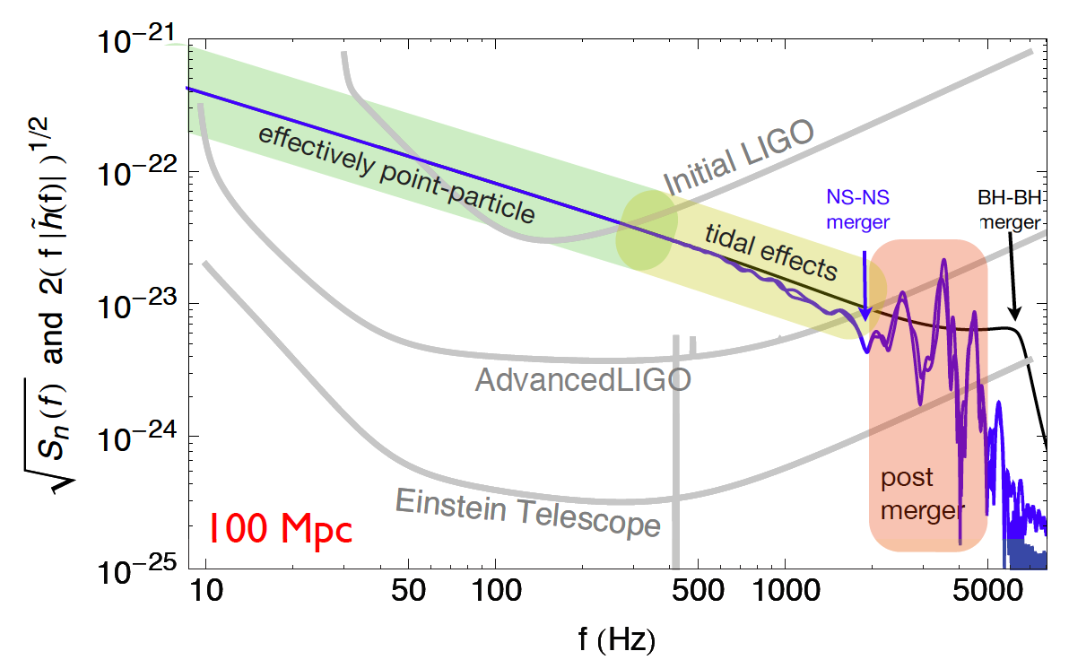 10−21
10−22
10−23
10−24
10−25
√Sn(f) and 2( f |h̃(f)| )1/2
effectively point-particle
Initial LIGO
tidal effects
NS-NS
merger
BH-BH
merger
AdvancedLIGO
Einstein Telescope
post
merger
100 Mpc
10 50 100 500 1000 5000
f (Hz)